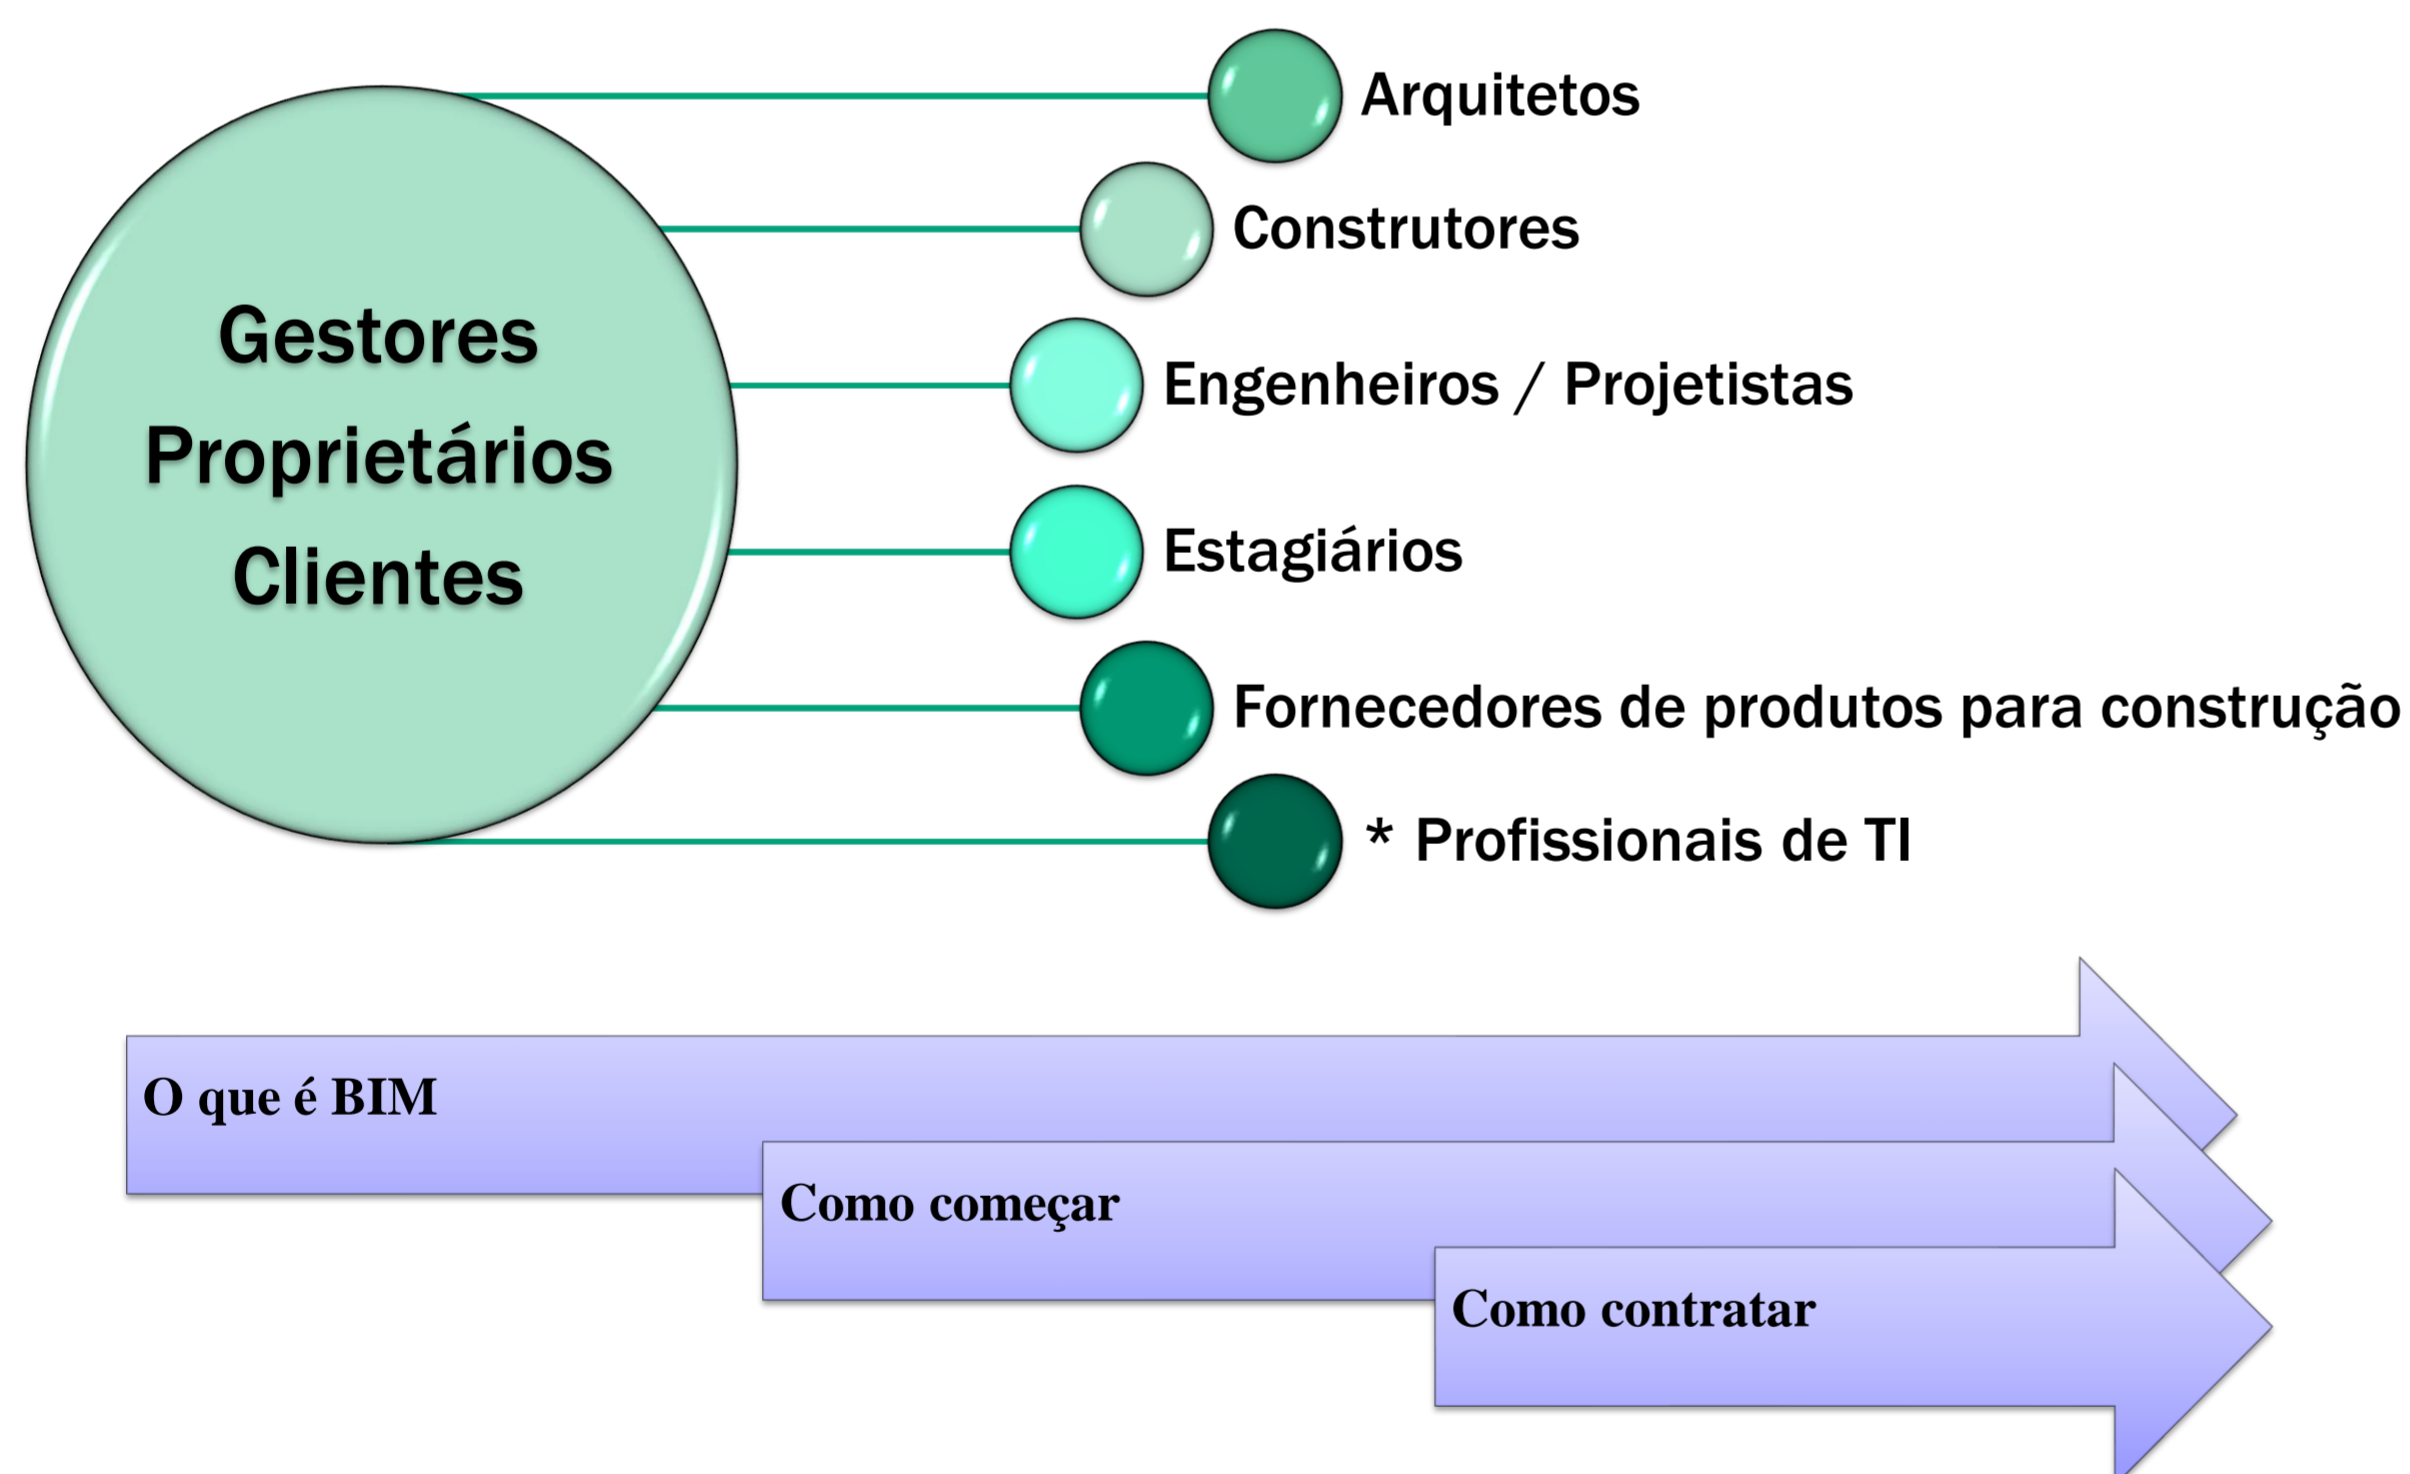 Gestores
Proprietários
Clientes
Arquitetos
Construtores
Engenheiros / Projetistas
Estagiários
Fornecedores de produtos para construção
* Profissionais de TI
O que é BIM
Como começar
Como contratar